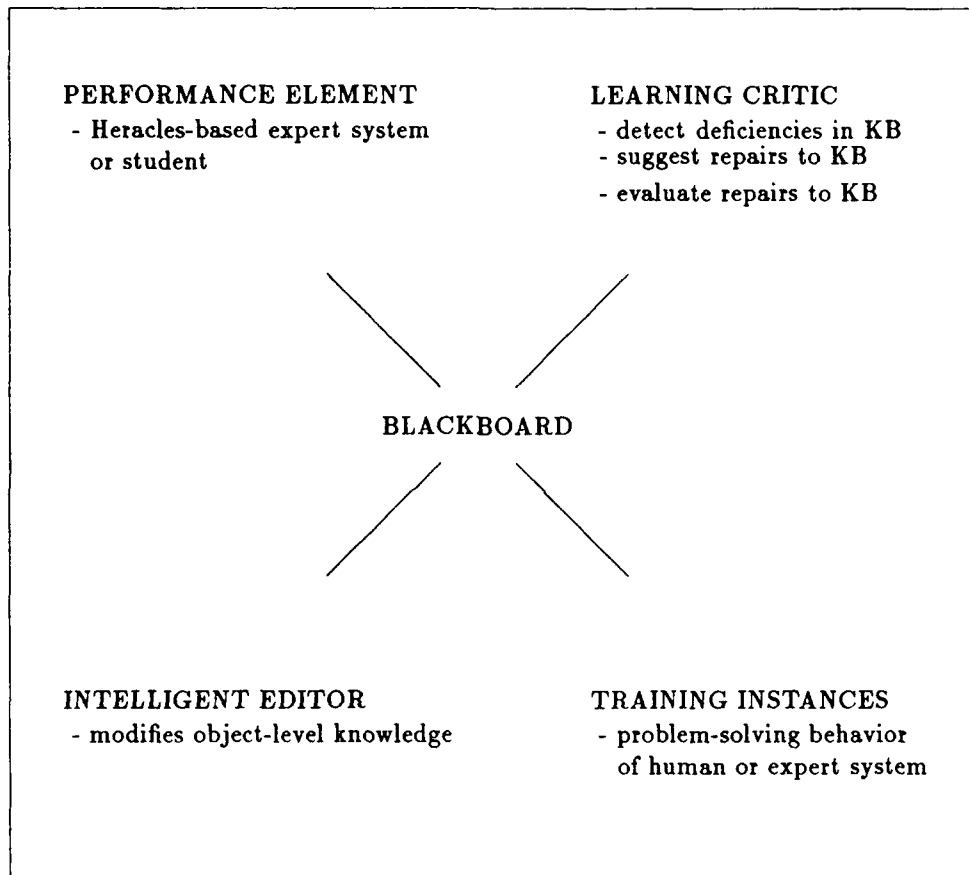 PERFORMANCE ELEMENT
- Heracles-based expert system
or student
LEARNING CRITIC
- detect deficiencies in KB
- suggest repairs to KB
- evaluate repairs to KB
BLACKBOARD
INTELLIGENT EDITOR
- modifies object-level knowledge
TRAINING INSTANCES
- problem-solving behavior
of human or expert system